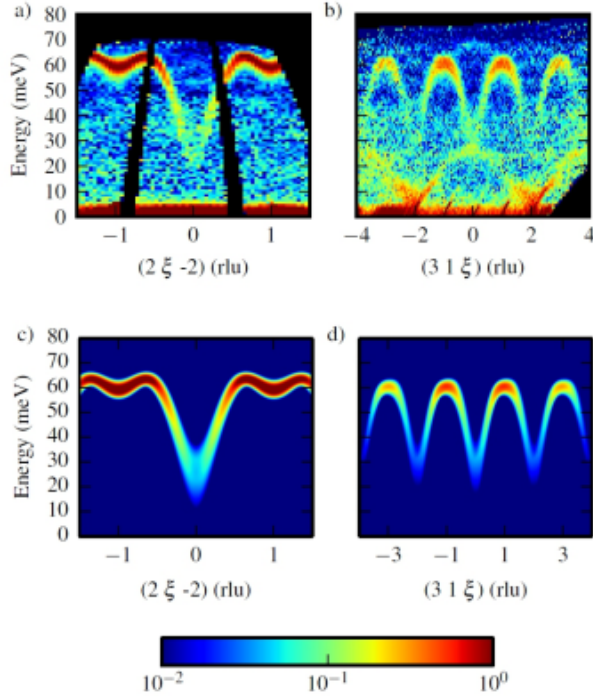 a)
80
70
60
50
40
30
20
10
0
Energy (meV)
−1 0 1
(2 ξ -2) (rlu)
b)
−4 −2 0 2 4
(3 1 ξ) (rlu)
c)
80
70
60
50
40
30
20
10
0
Energy (meV)
−1 0 1
(2 ξ -2) (rlu)
d)
−3 −1 1 3
(3 1 ξ) (rlu)
10⁻² 10⁻¹ 10⁰